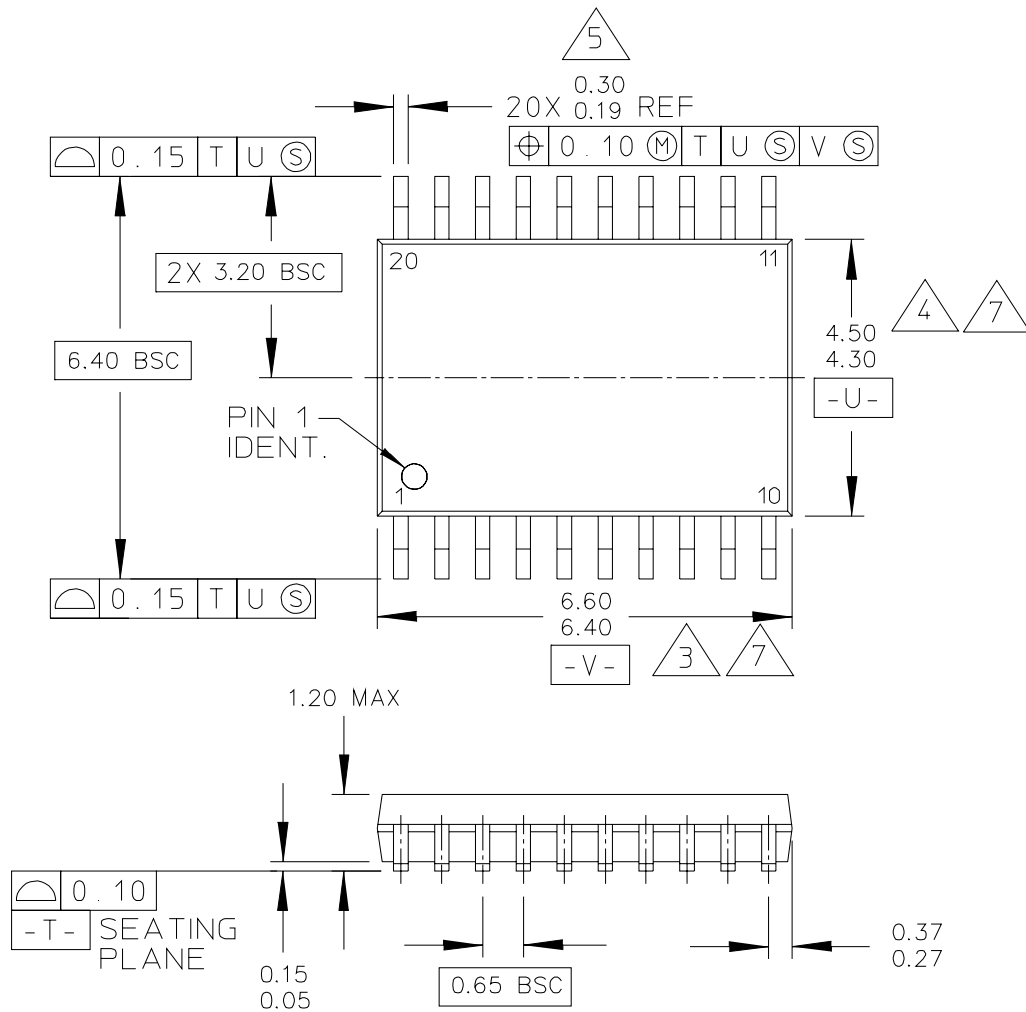 5
0.30
20X 0.19 REF
0.15 T U Ⓢ
0.10 Ⓜ T U Ⓢ V Ⓢ
20
11
2X 3.20 BSC
4
7
4.50
4.30
6.40 BSC
-U-
PIN 1
IDENT.
1
10
0.15 T U Ⓢ
6.60
6.40
3
7
-V-
1.20 MAX
0.10
-T- SEATING
PLANE
0.15
0.05
0.65 BSC
0.37
0.27